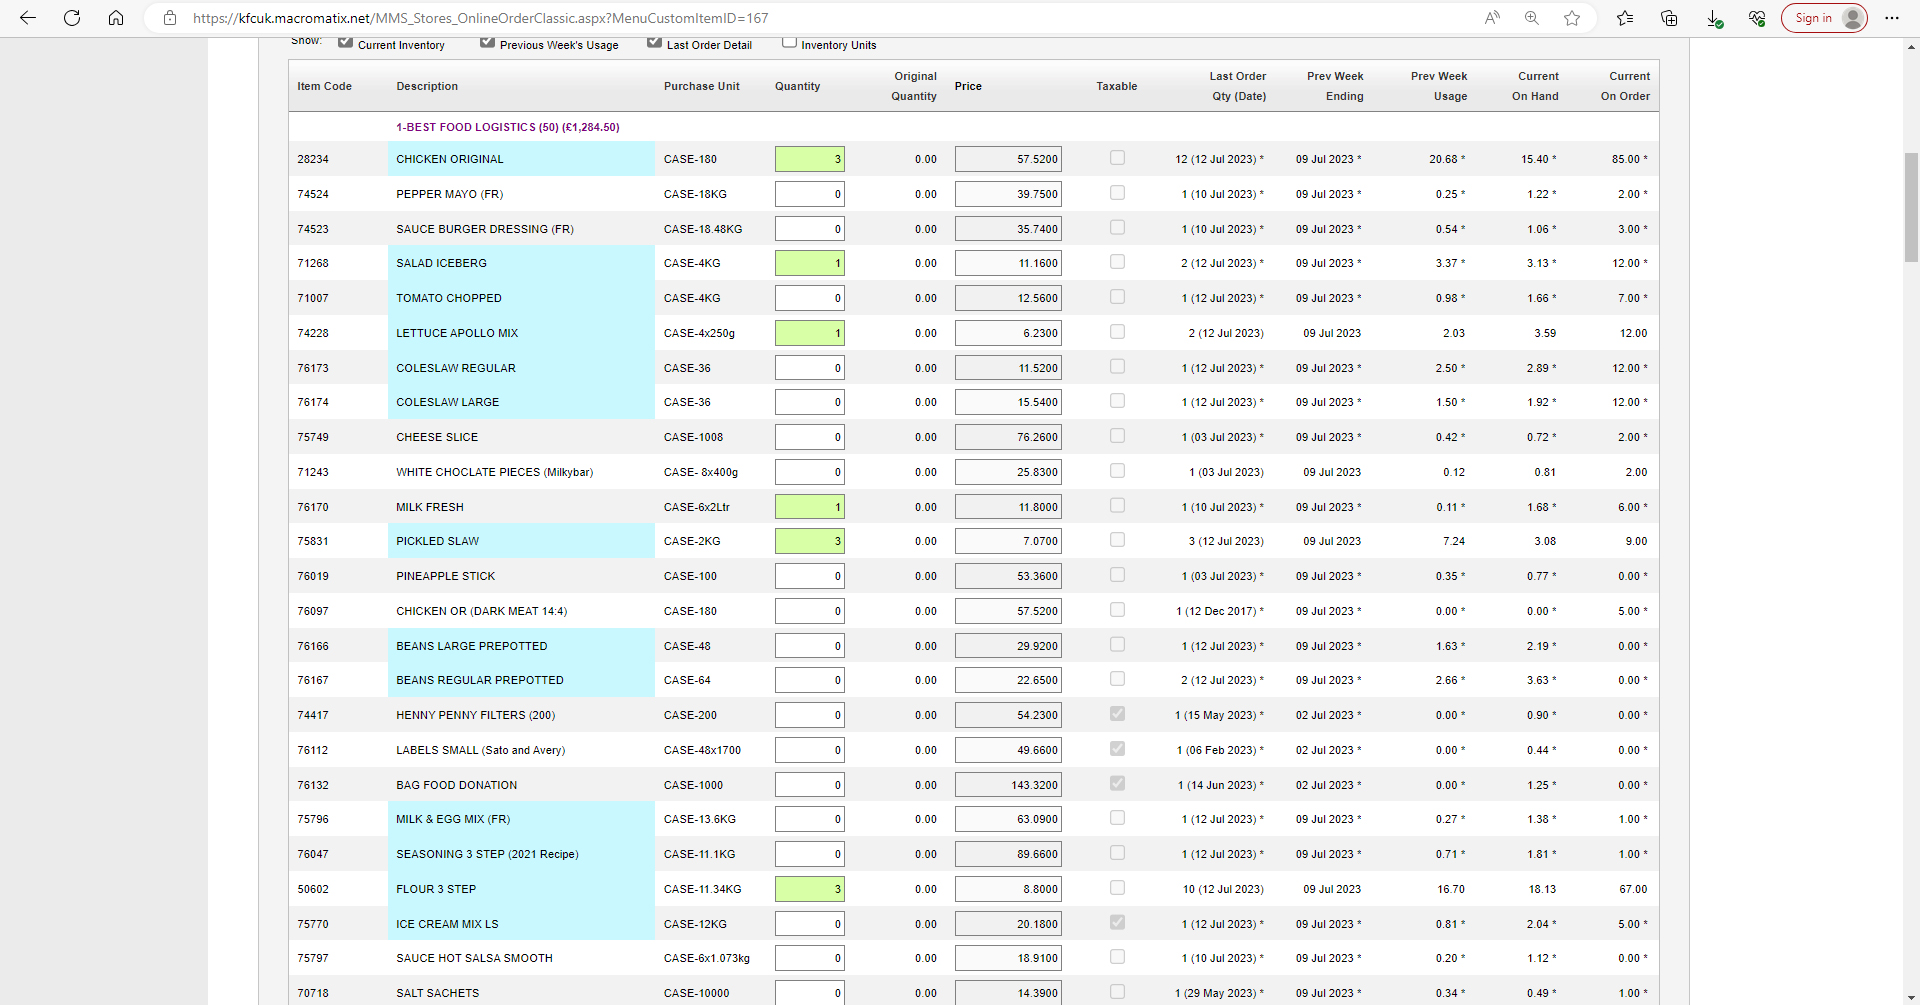 https://kfcuk.macromatix.net/MMS_Stores_OnlineOrderClassic.aspx?MenuCustomItemID=167 Sign in
Show: Current Inventory Previous Week's Usage Last Order Detail Inventory Units
Item Code Description Purchase Unit Quantity Original Quantity Price Taxable Last Order Qty (Date) Prev Week Ending Prev Week Usage Current On Hand Current On Order
1-BEST FOOD LOGISTICS (50) (£1,284.50)
28234 CHICKEN ORIGINAL CASE-180 3 0.00 57.5200 12 (12 Jul 2023) * 09 Jul 2023 * 20.68 * 15.40 * 85.00 *
74524 PEPPER MAYO (FR) CASE-18KG 0 0.00 39.7500 1 (10 Jul 2023) * 09 Jul 2023 * 0.25 * 1.22 * 2.00 *
74523 SAUCE BURGER DRESSING (FR) CASE-18.48KG 0 0.00 35.7400 1 (10 Jul 2023) * 09 Jul 2023 * 0.54 * 1.06 * 3.00 *
71268 SALAD ICEBERG CASE-4KG 1 0.00 11.1600 2 (12 Jul 2023) * 09 Jul 2023 * 3.37 * 3.13 * 12.00 *
71007 TOMATO CHOPPED CASE-4KG 0 0.00 12.5600 1 (12 Jul 2023) * 09 Jul 2023 * 0.98 * 1.66 * 7.00 *
74228 LETTUCE APOLLO MIX CASE-4x250g 1 0.00 6.2300 2 (12 Jul 2023) 09 Jul 2023 2.03 3.59 12.00
76173 COLESLAW REGULAR CASE-36 0 0.00 11.5200 1 (12 Jul 2023) * 09 Jul 2023 * 2.50 * 2.89 * 12.00 *
76174 COLESLAW LARGE CASE-36 0 0.00 15.5400 1 (12 Jul 2023) * 09 Jul 2023 * 1.50 * 1.92 * 12.00 *
75749 CHEESE SLICE CASE-1008 0 0.00 76.2600 1 (03 Jul 2023) * 09 Jul 2023 * 0.42 * 0.72 * 2.00 *
71243 WHITE CHOCLATE PIECES (Milkybar) CASE- 8x400g 0 0.00 25.8300 1 (03 Jul 2023) 09 Jul 2023 0.12 0.81 2.00
76170 MILK FRESH CASE-6x2Ltr 1 0.00 11.8000 1 (10 Jul 2023) * 09 Jul 2023 * 0.11 * 1.68 * 6.00 *
75831 PICKLED SLAW CASE-2KG 3 0.00 7.0700 3 (12 Jul 2023) 09 Jul 2023 7.24 3.08 9.00
76019 PINEAPPLE STICK CASE-100 0 0.00 53.3600 1 (03 Jul 2023) * 09 Jul 2023 * 0.35 * 0.77 * 0.00 *
76097 CHICKEN OR (DARK MEAT 14:4) CASE-180 0 0.00 57.5200 1 (12 Dec 2017) * 09 Jul 2023 * 0.00 * 0.00 * 5.00 *
76166 BEANS LARGE PREPOTTED CASE-48 0 0.00 29.9200 1 (12 Jul 2023) * 09 Jul 2023 * 1.63 * 2.19 * 0.00 *
76167 BEANS REGULAR PREPOTTED CASE-64 0 0.00 22.6500 2 (12 Jul 2023) * 09 Jul 2023 * 2.66 * 3.63 * 0.00 *
74417 HENNY PENNY FILTERS (200) CASE-200 0 0.00 54.2300 1 (15 May 2023) * 02 Jul 2023 * 0.00 * 0.90 * 0.00 *
76112 LABELS SMALL (Sato and Avery) CASE-48x1700 0 0.00 49.6600 1 (06 Feb 2023) * 02 Jul 2023 * 0.00 * 0.44 * 0.00 *
76132 BAG FOOD DONATION CASE-1000 0 0.00 143.3200 1 (14 Jun 2023) * 02 Jul 2023 * 0.00 * 1.25 * 0.00 *
75796 MILK & EGG MIX (FR) CASE-13.6KG 0 0.00 63.0900 1 (12 Jul 2023) * 09 Jul 2023 * 0.27 * 1.38 * 1.00 *
76047 SEASONING 3 STEP (2021 Recipe) CASE-11.1KG 0 0.00 89.6600 1 (12 Jul 2023) * 09 Jul 2023 * 0.71 * 1.81 * 1.00 *
50602 FLOUR 3 STEP CASE-11.34KG 3 0.00 8.8000 10 (12 Jul 2023) 09 Jul 2023 16.70 18.13 67.00
75770 ICE CREAM MIX LS CASE-12KG 0 0.00 20.1800 1 (12 Jul 2023) * 09 Jul 2023 * 0.81 * 2.04 * 5.00 *
75797 SAUCE HOT SALSA SMOOTH CASE-6x1.073kg 0 0.00 18.9100 1 (10 Jul 2023) * 09 Jul 2023 * 0.20 * 1.12 * 0.00 *
70718 SALT SACHETS CASE-10000 0 0.00 14.3900 1 (29 May 2023) * 09 Jul 2023 * 0.34 * 0.49 * 1.00 *